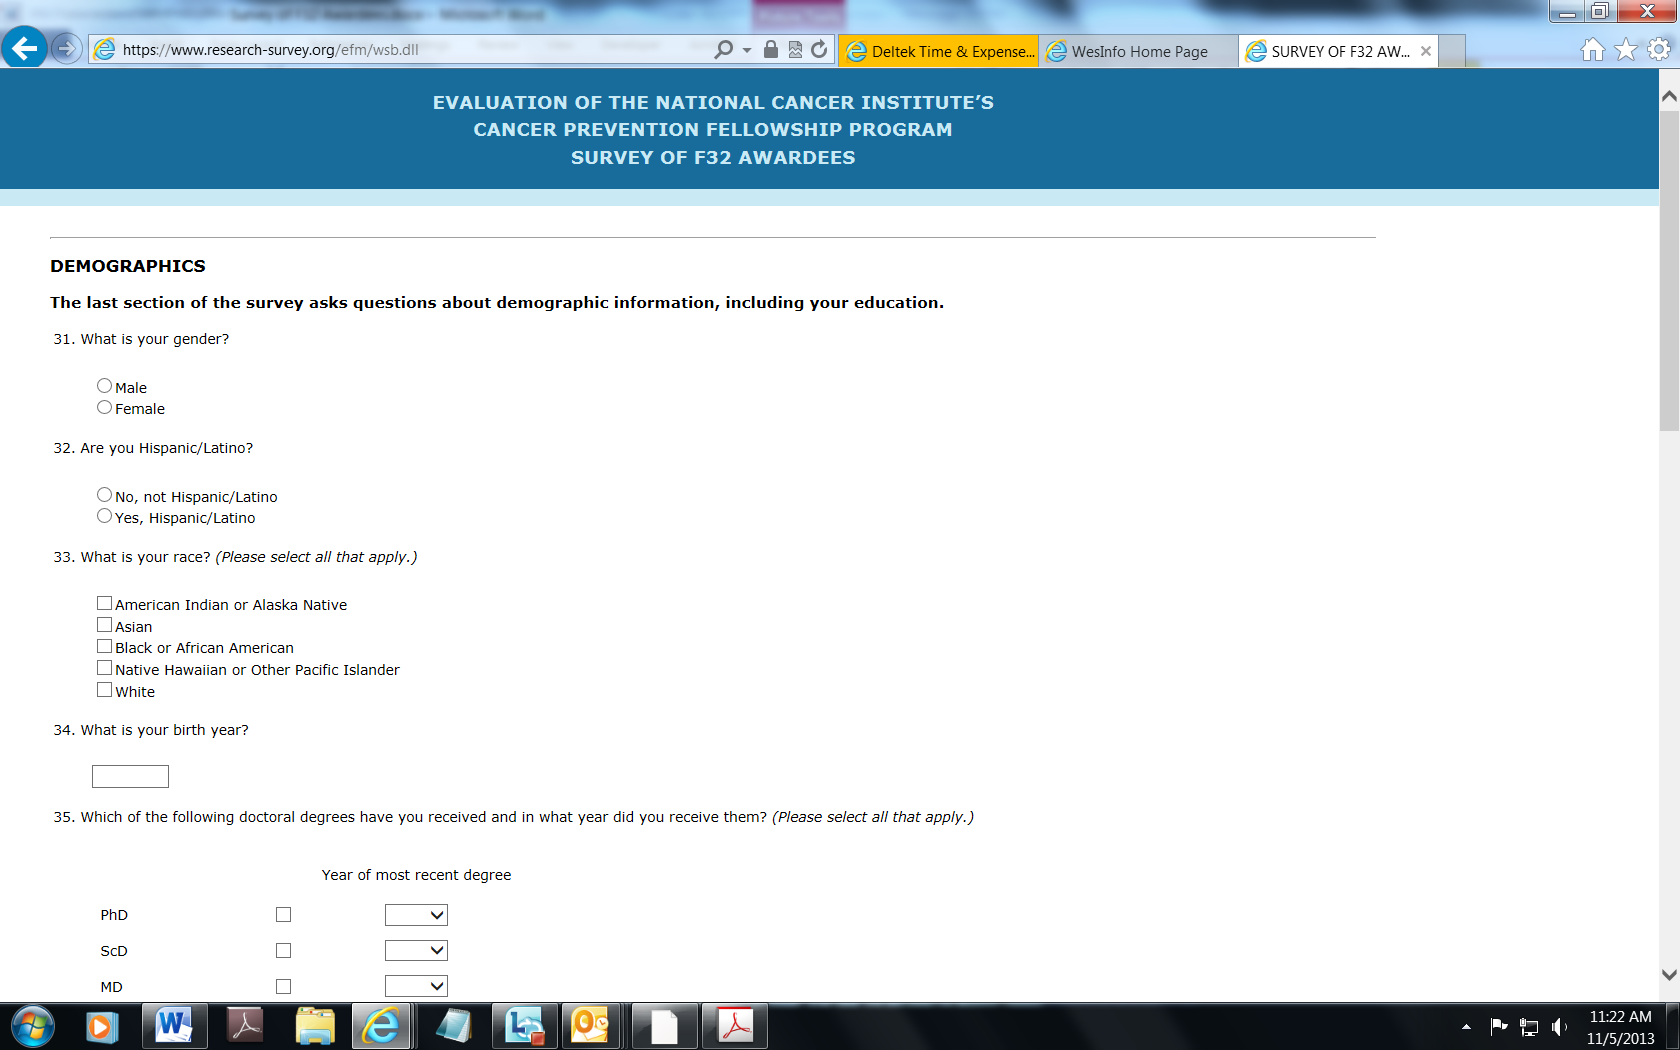 https://www.research-survey.org/efm/wsb.dll
Deltek Time & Expense...
WesInfo Home Page
SURVEY OF F32 AW...
EVALUATION OF THE NATIONAL CANCER INSTITUTE’S
CANCER PREVENTION FELLOWSHIP PROGRAM
SURVEY OF F32 AWARDEES
DEMOGRAPHICS
The last section of the survey asks questions about demographic information, including your education.
31. What is your gender?
Male
Female
32. Are you Hispanic/Latino?
No, not Hispanic/Latino
Yes, Hispanic/Latino
33. What is your race? (Please select all that apply.)
American Indian or Alaska Native
Asian
Black or African American
Native Hawaiian or Other Pacific Islander
White
34. What is your birth year?
35. Which of the following doctoral degrees have you received and in what year did you receive them? (Please select all that apply.)
Year of most recent degree
PhD
ScD
MD
11:22 AM
11/5/2013